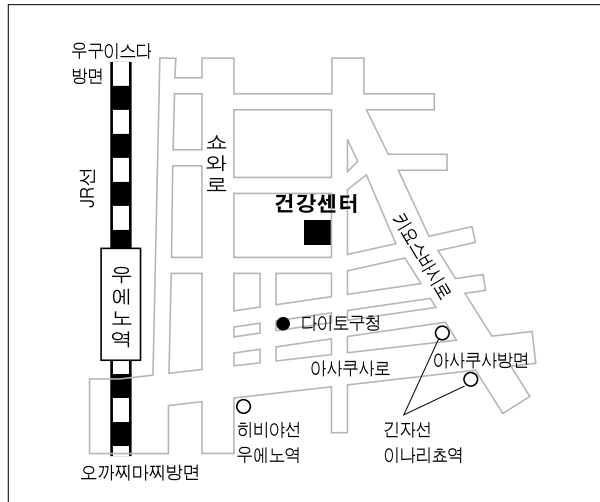 우구이스다
방면
쇼와로
JR선
건강센터
키요스바시로
우에노역
다이토구청
아사쿠사방면
아사쿠사로
히비야선
우에노역
긴자선
이나리쵸역
오까찌마찌방면